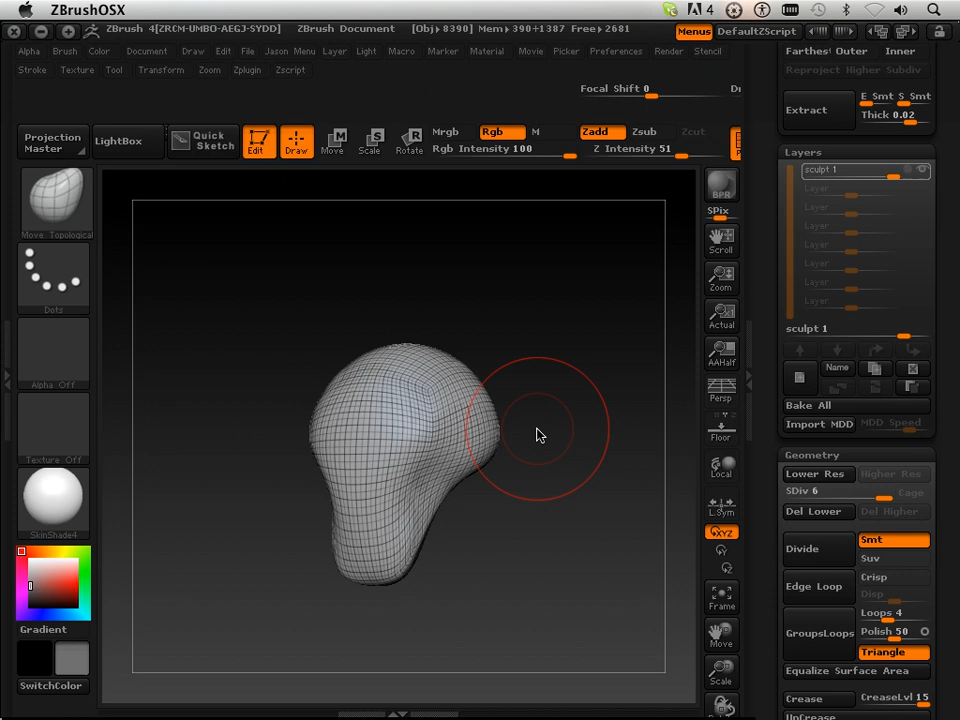 ZBrushOSX
4
ZBrush 4[ZRCM-UMBO-AEGJ-SYDD]
ZBrush Document
[Obj>8390] Mem>390+1387 Free>2681
Menus
DefaultZScript
Alpha
Brush
Color
Document
Draw
Edit
File
Jason Menu
Layer
Light
Macro
Marker
Material
Movie
Picker
Preferences
Render
Stencil
Stroke
Texture
Tool
Transform
Zoom
Zplugin
Zscript
Focal Shift 0
Dr
Projection
Master
LightBox
Quick
Sketch
Edit
Draw
Move
Scale
Rotate
Mrgb
Rgb
M
Rgb Intensity 100
Zadd
Zsub
Zcut
Z Intensity 51
Move Topological
Dots
Alpha Off
Texture Off
SkinShade4
Gradient
SwitchColor
BPR
SPix
Scroll
Zoom
Actual
AAHalf
Persp
Floor
Local
L.Sym
XYZ
Frame
Move
Scale
Farthest
Outer
Inner
Reproject Higher Subdiv
Extract
E Smt
S Smt
Thick 0.02
Layers
sculpt 1
Layer
Layer
Layer
Layer
Layer
Layer
Layer
sculpt 1
Name
Bake All
Import MDD
MDD Speed
Geometry
Lower Res
Higher Res
SDiv 6
Cage
Del Lower
Del Higher
Divide
Smt
Suv
Edge Loop
Crisp
Disp
GroupsLoops
Loops 4
Polish 50
Triangle
Equalize Surface Area
Crease
CreaseLvl 15
UnCrease